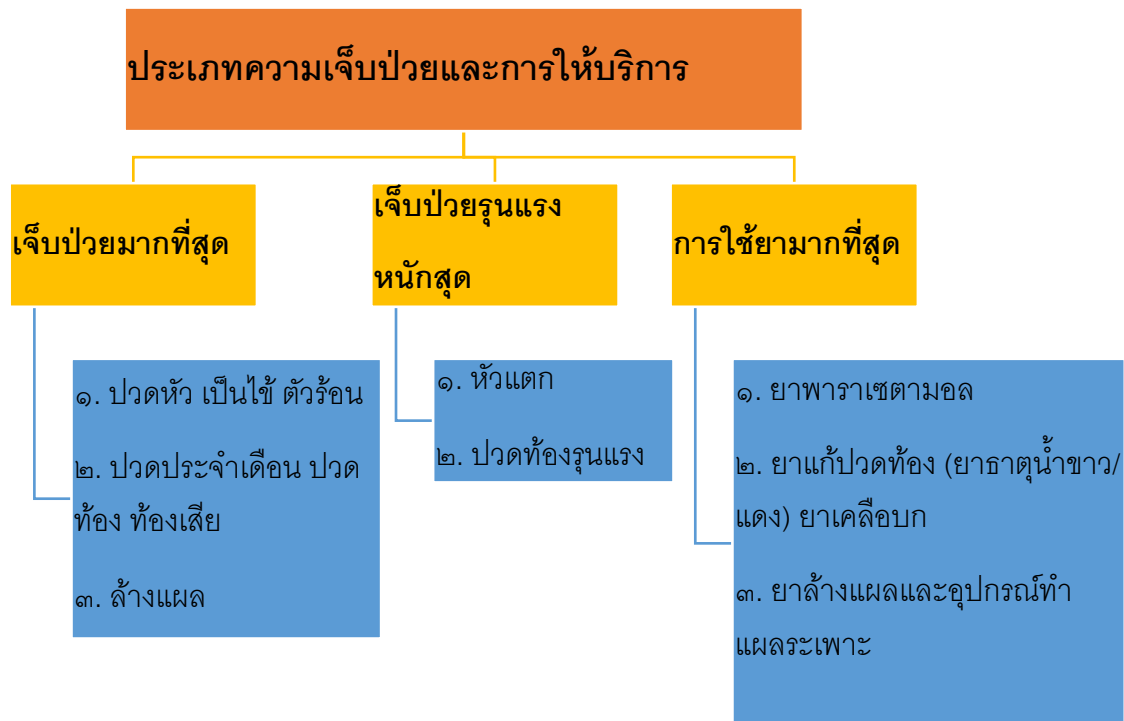 ประเภทความเจ็บป่วยและการให้บริการ
เจ็บป่วยมากที่สุด
๑. ปวดหัว เป็นไข้ ตัวร้อน
๒. ปวดประจำเดือน ปวด
ท้อง ท้องเสีย
๓. ล้างแผล
เจ็บป่วยรุนแรง
หนักสุด
๑. หัวแตก
๒. ปวดท้องรุนแรง
การใช้ยามากที่สุด
๑. ยาพาราเซตามอล
๒. ยาแก้ปวดท้อง (ยาธาตุน้ำขาว/
แดง) ยาเคลือบก
๓. ยาล้างแผลและอุปกรณ์ทำ
แผลระเพาะ